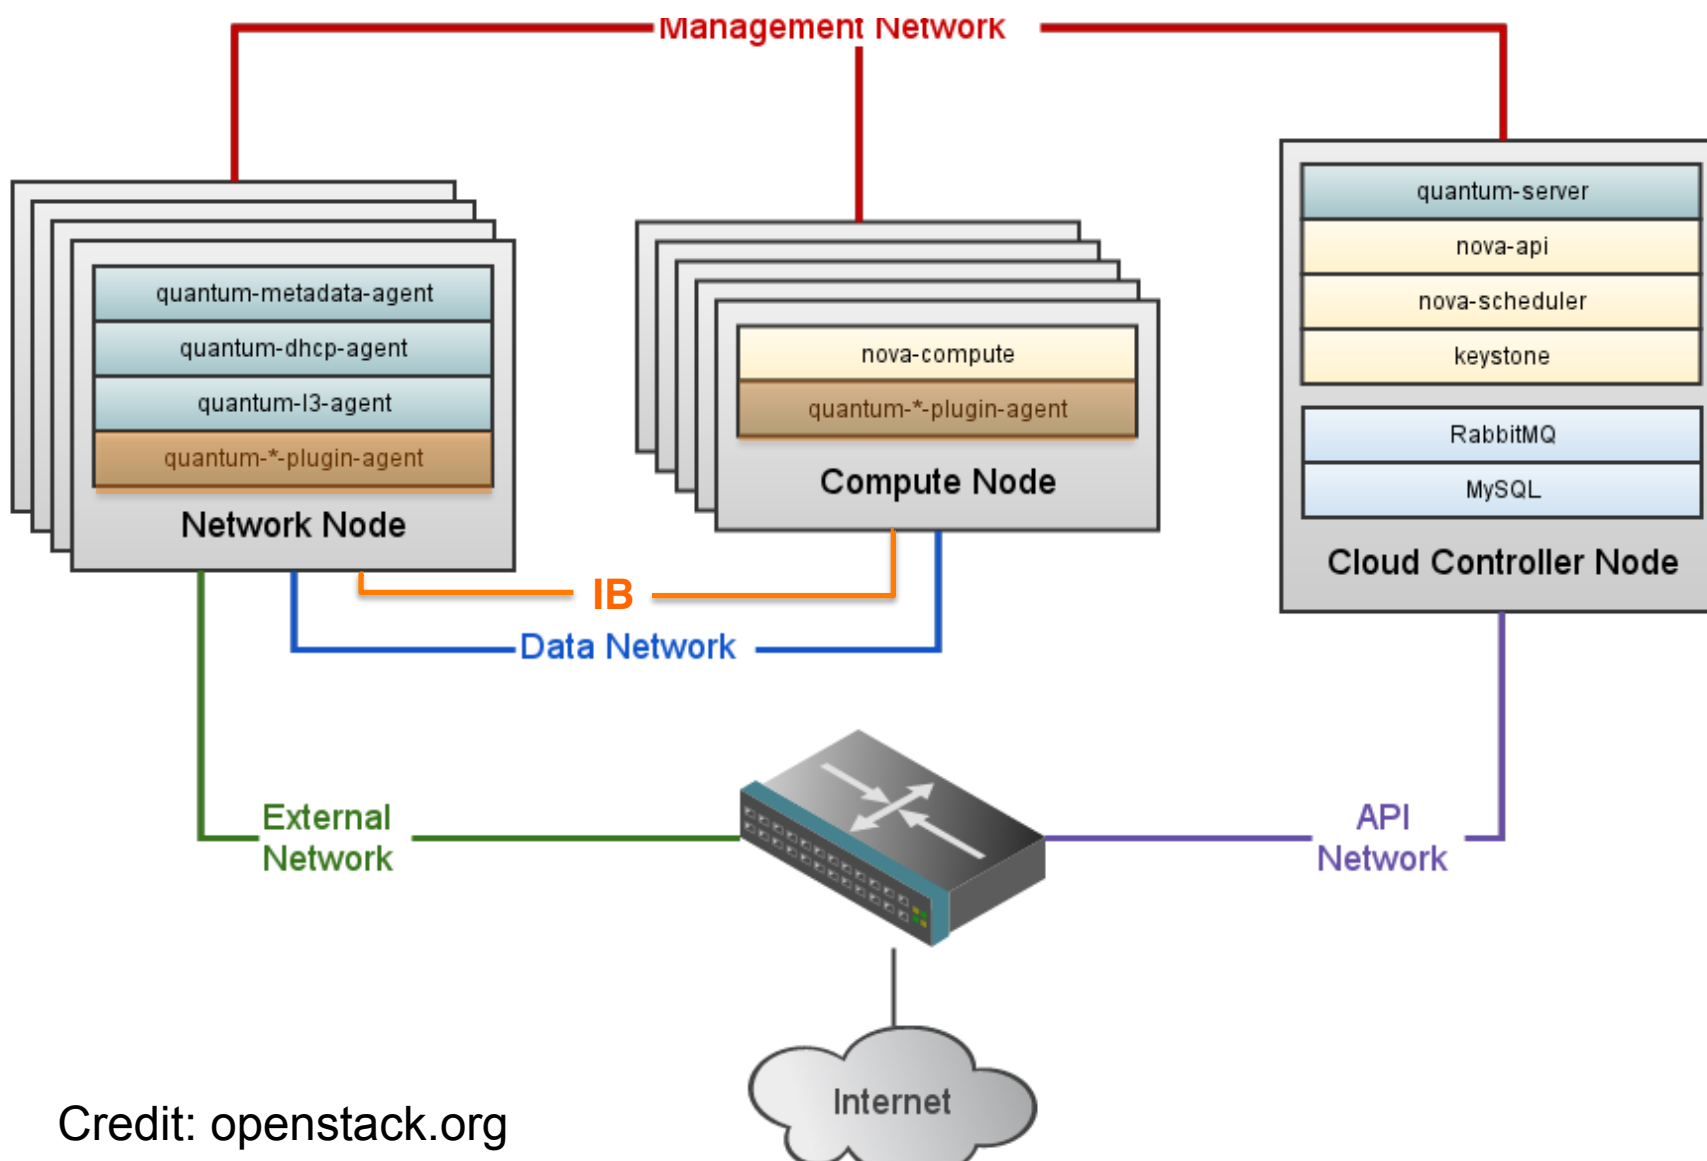 Management Network
quantum-server
nova-api
nova-scheduler
keystone
RabbitMQ
MySQL
Cloud Controller Node
quantum-metadata-agent
quantum-dhcp-agent
quantum-l3-agent
quantum-*-plugin-agent
Network Node
nova-compute
quantum-*-plugin-agent
Compute Node
IB
Data Network
External
Network
API
Network
Internet
Credit: openstack.org